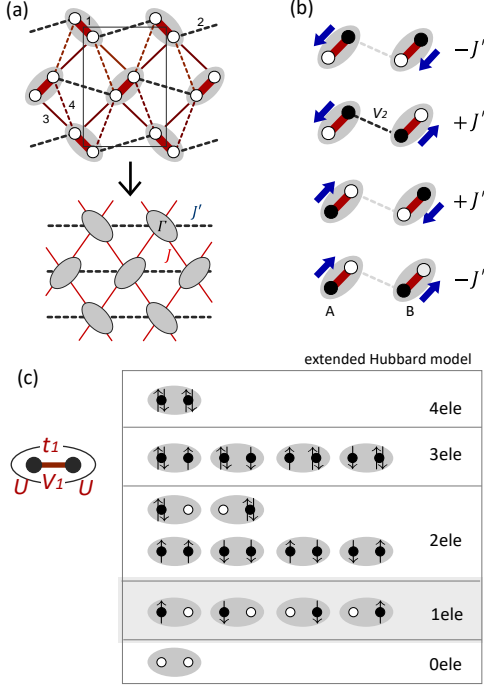 (a)
1
2
3
4
J'
Γ
J
(b)
−J'
V2
+J'
+J'
−J'
A
B
(c)
extended Hubbard model
t1
V1
U
U
4ele
3ele
2ele
1ele
0ele